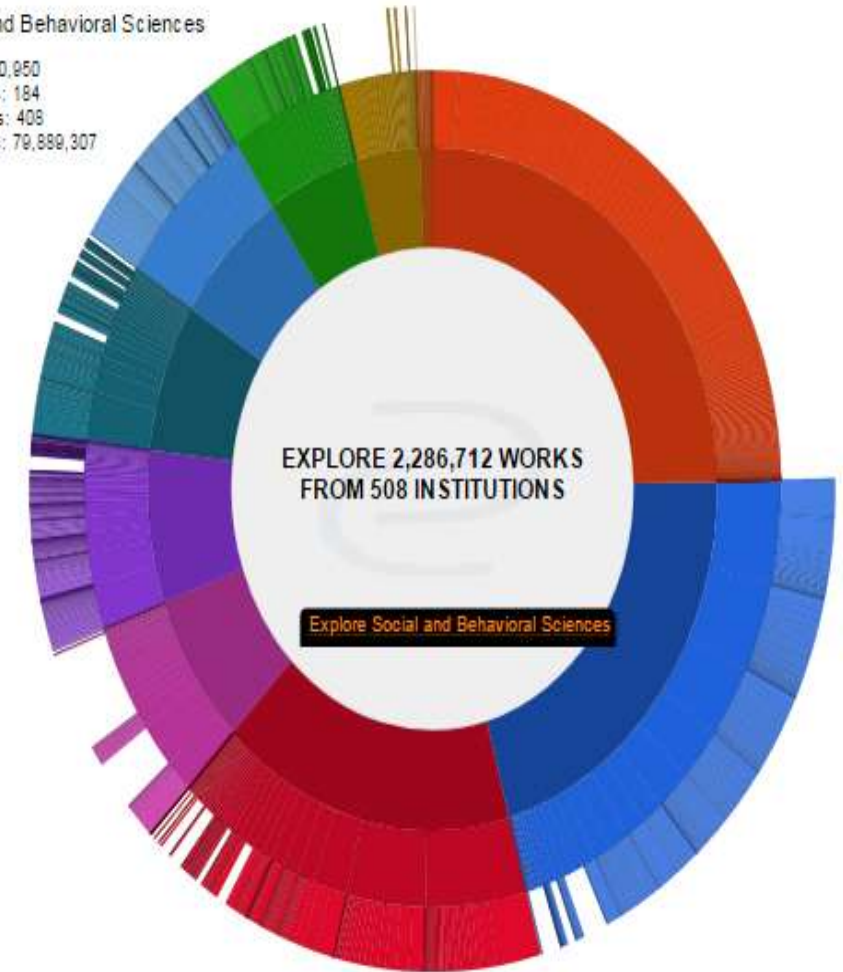 nd Behavioral Sciences
0,950
s: 184
s: 408
s: 79,889,307
EXPLORE 2,286,712 WORKS
FROM 508 INSTITUTIONS
Explore Social and Behavioral Sciences